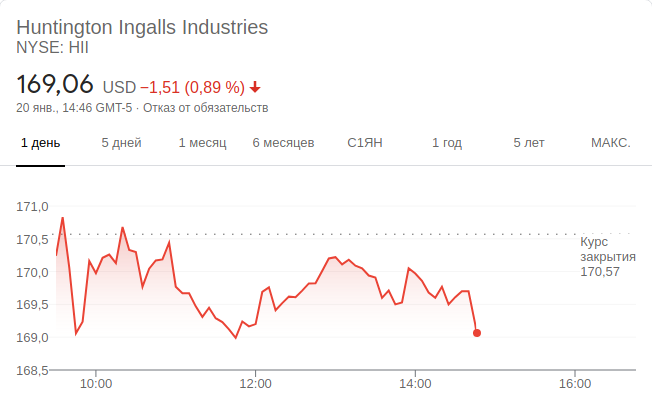 Huntington Ingalls Industries
NYSE: HII
169,06 USD −1,51 (0,89 %)
20 янв., 14:46 GMT-5 · Отказ от обязательств
1 день 5 дней 1 месяц 6 месяцев С1ЯН 1 год 5 лет МАКС.
171,0
170,5
Курс
закрытия
170,57
170,0
169,5
169,0
168,5
10:00 12:00 14:00 16:00